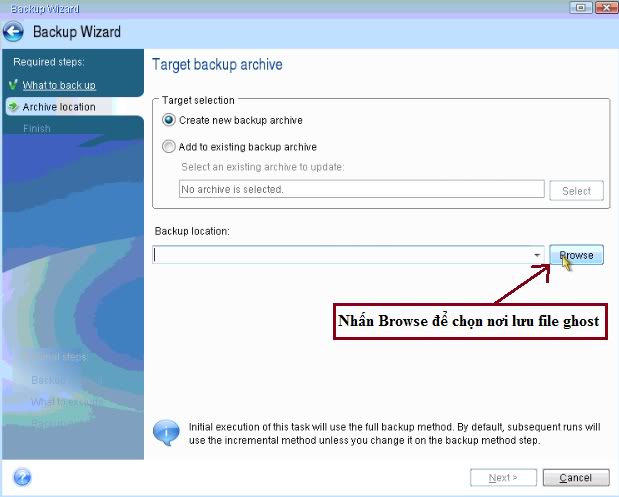 Backup Wizard
Backup Wizard
Required steps:
What to back up
Archive location
Finish
Target backup archive
Target selection
Create new backup archive
Add to existing backup archive
Select an existing archive to update:
No archive is selected.
Select
Backup location:
Browse
Nhấn Browse để chọn nơi lưu file ghost
steps:
Backup
What to
Initial execution of this task will use the full backup method. By default, subsequent runs will
use the incremental method unless you change it on the backup method step.
Next >
Cancel